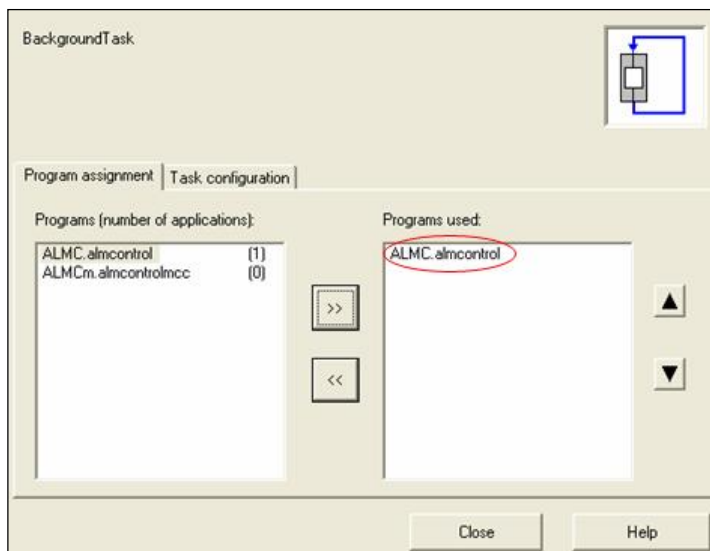 BackgroundTask
Program assignment
Task configuration
Programs (number of applications):
Programs used:
ALMC.almcontrol (1)
ALMCm.almcontrolmcc (0)
ALMC.almcontrol
>>
<<
Close
Help